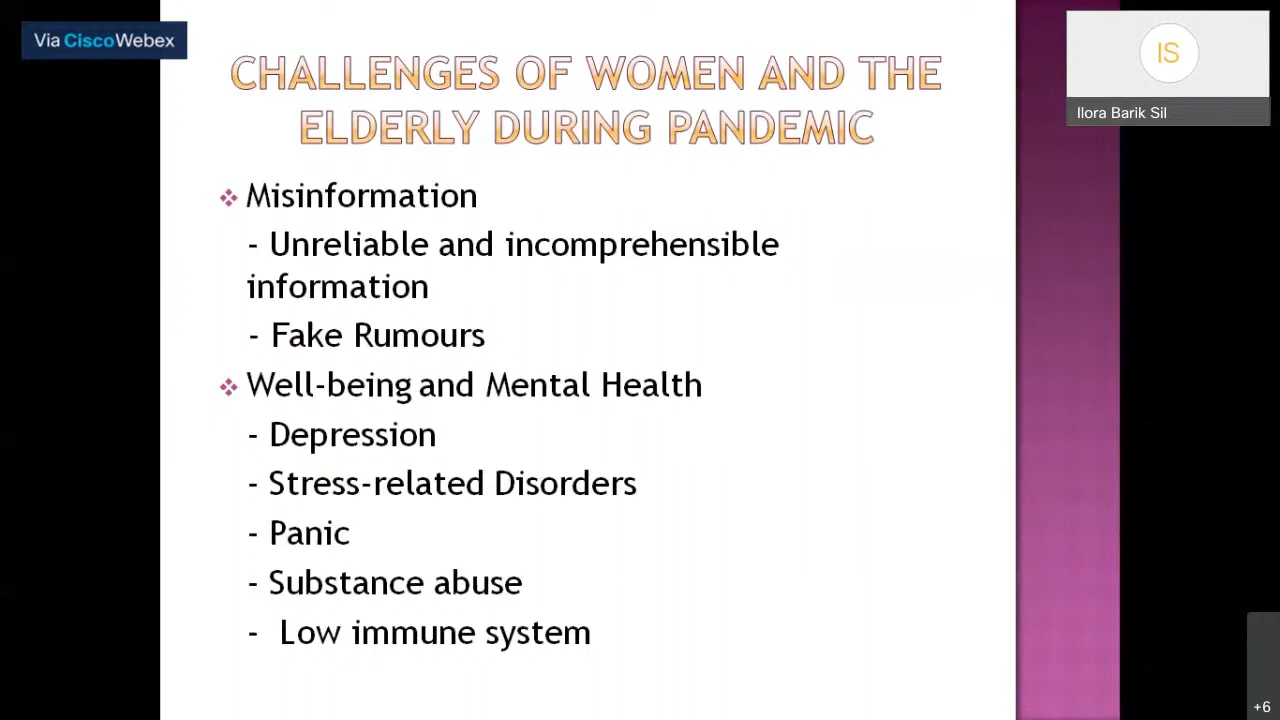 Via CiscoWebex
IS
Ilora Barik Sil
CHALLENGES OF WOMEN AND THE
ELDERLY DURING PANDEMIC
Misinformation
- Unreliable and incomprehensible
information
- Fake Rumours
Well-being and Mental Health
- Depression
- Stress-related Disorders
- Panic
- Substance abuse
- Low immune system
+6